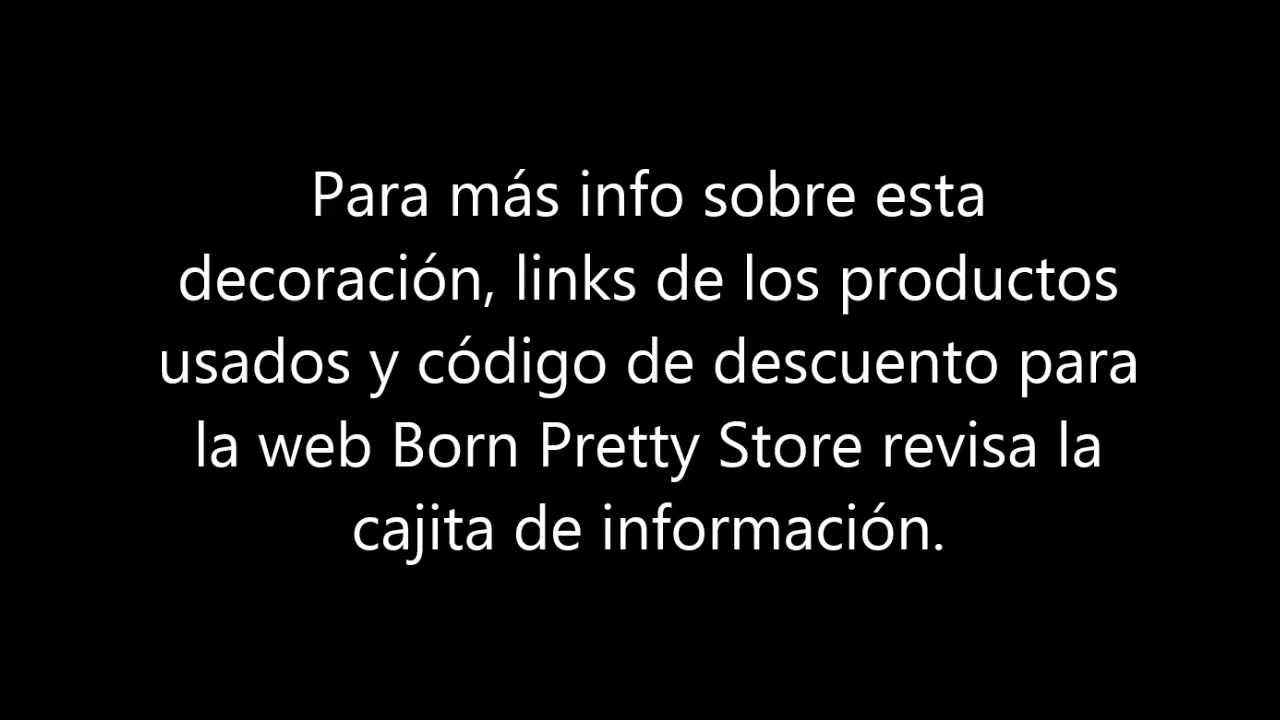 Para más info sobre esta
decoración, links de los productos
usados y código de descuento para
la web Born Pretty Store revisa la
cajita de información.